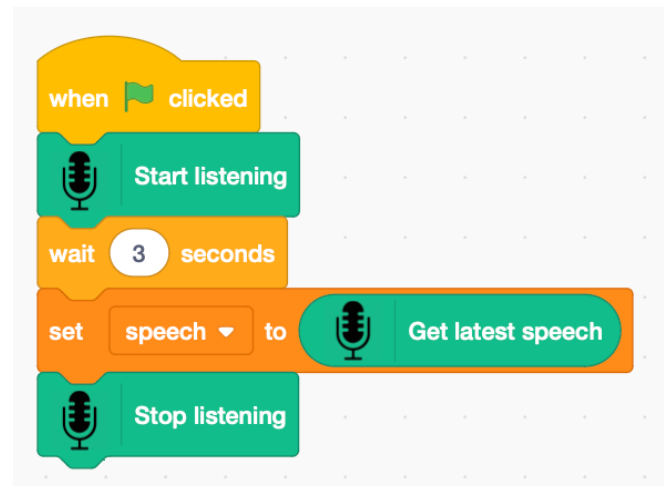 when clicked
Start listening
wait 3 seconds
set speech to Get latest speech
Stop listening